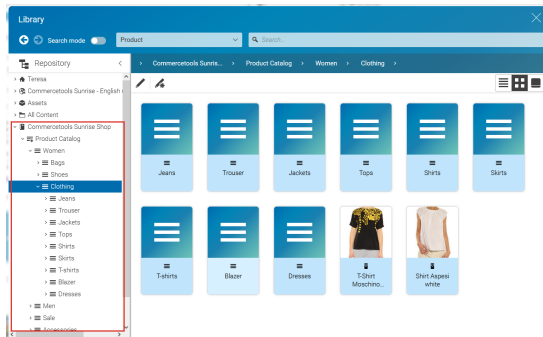 Library
Search mode
Product
Search...
Repository
Commercetools Sunris...
Product Catalog
Women
Clothing
Teresa
Commercetools Sunrise - English
Assets
All Content
Commercetools Sunrise Shop
Product Catalog
Women
Bags
Shoes
Clothing
Jeans
Trouser
Jackets
Tops
Shirts
Skirts
T-shirts
Blazer
Dresses
Men
Sale
Accessories
Jeans
Trouser
Jackets
Tops
Shirts
Skirts
T-shirts
Blazer
Dresses
T-Shirt
Moschino...
Shirt Aspesi
white